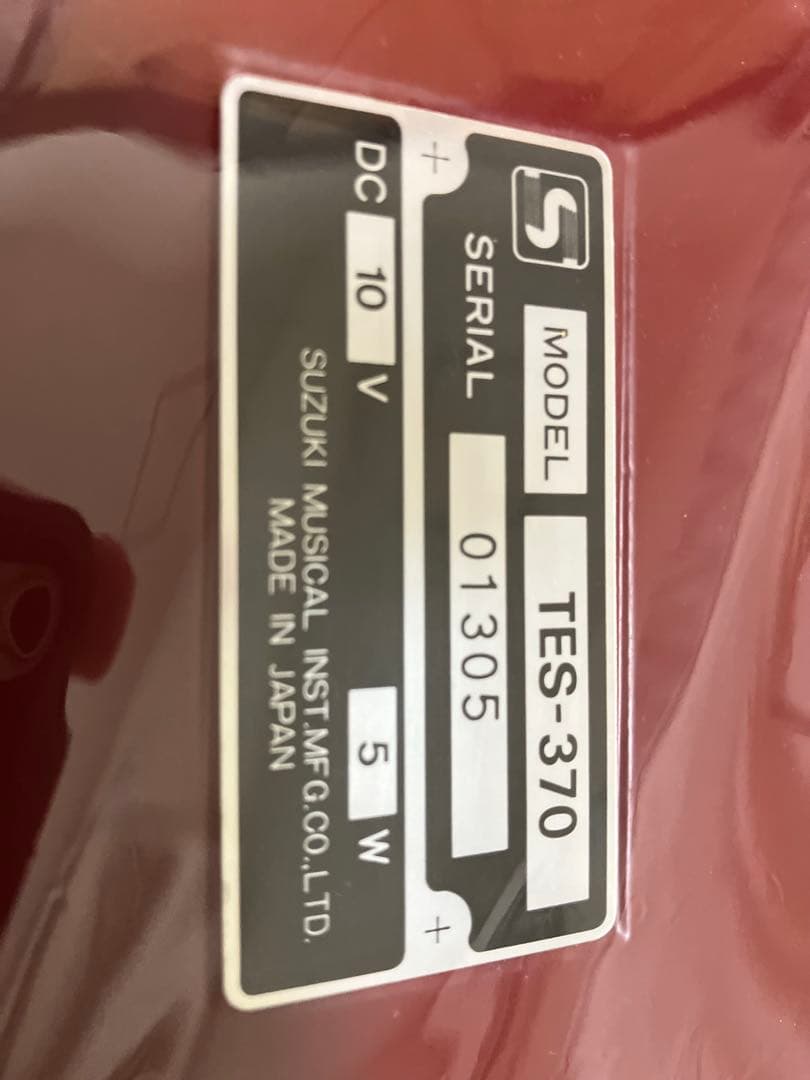 S MODEL TES-370
SERIAL 01305
DC 10 V 5 W
SUZUKI MUSICAL INST.MFG.CO.,LTD.
MADE IN JAPAN